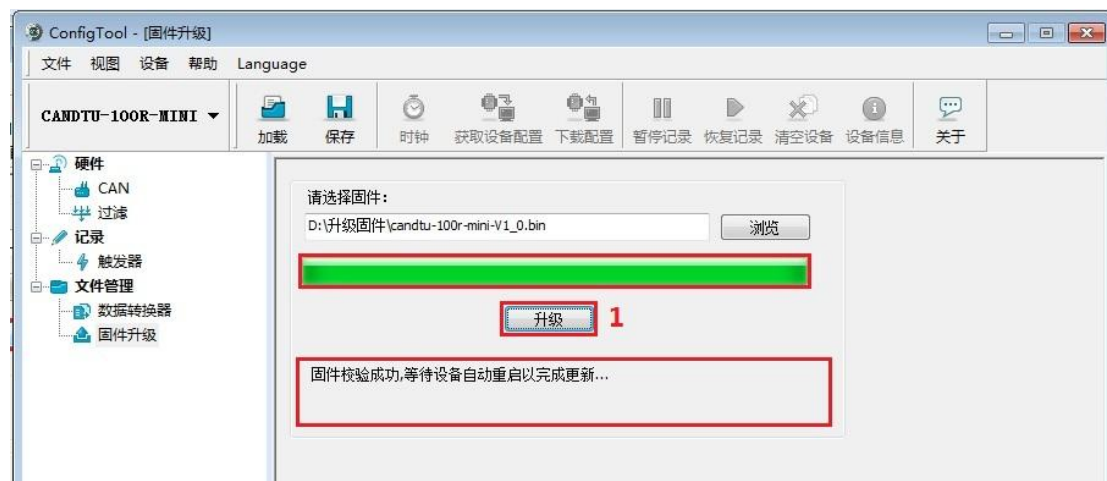 ConfigTool - [固件升级]
文件 视图 设备 帮助 Language
CANDTU-100R-MINI
加载 保存 时钟 获取设备配置 下载配置 暂停记录 恢复记录 清空设备 设备信息 关于
硬件
CAN
过滤
记录
触发器
文件管理
数据转换器
固件升级
请选择固件：
D:\升级固件\candtu-100r-mini-V1_0.bin 浏览
升级 1
固件校验成功,等待设备自动重启以完成更新...